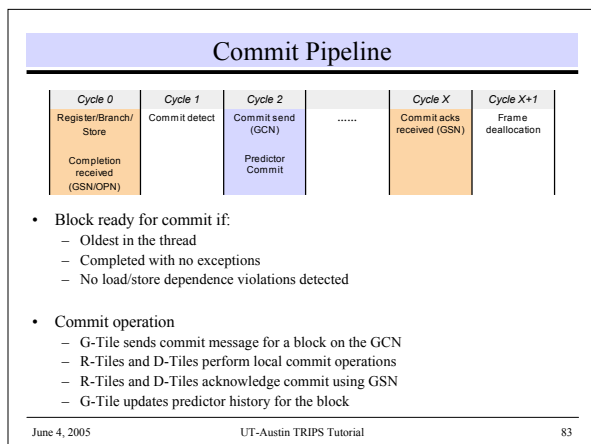 Commit Pipeline
Cycle 0 Cycle 1 Cycle 2 Cycle X Cycle X+1
Register/Branch/ Commit detect Commit send ...... Commit acks Frame
Store (GCN) received (GSN) deallocation
Completion Predictor
received Commit
(GSN/OPN)
• Block ready for commit if:
– Oldest in the thread
– Completed with no exceptions
– No load/store dependence violations detected
• Commit operation
– G-Tile sends commit message for a block on the GCN
– R-Tiles and D-Tiles perform local commit operations
– R-Tiles and D-Tiles acknowledge commit using GSN
– G-Tile updates predictor history for the block
June 4, 2005 UT-Austin TRIPS Tutorial 83